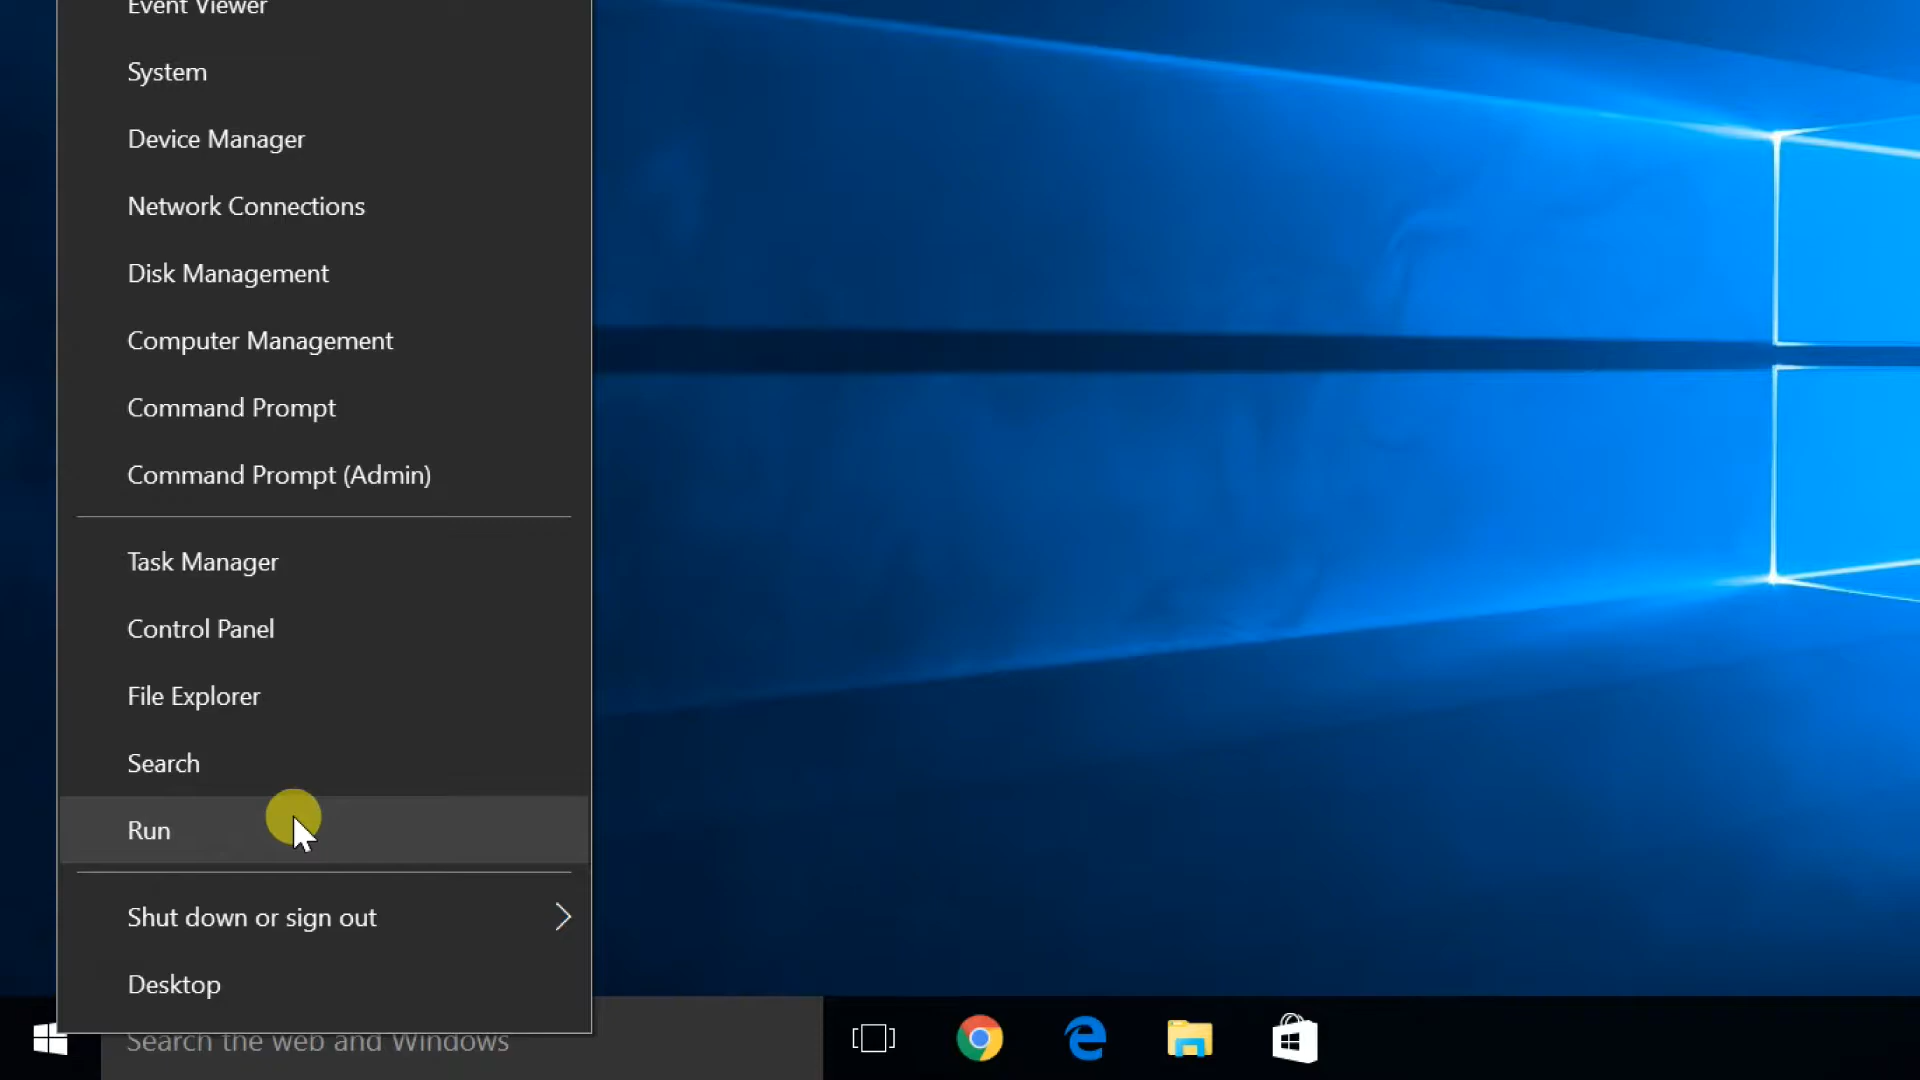 Event Viewer
System
Device Manager
Network Connections
Disk Management
Computer Management
Command Prompt
Command Prompt (Admin)
Task Manager
Control Panel
File Explorer
Search
Run
Shut down or sign out
Desktop
Search the web and Windows